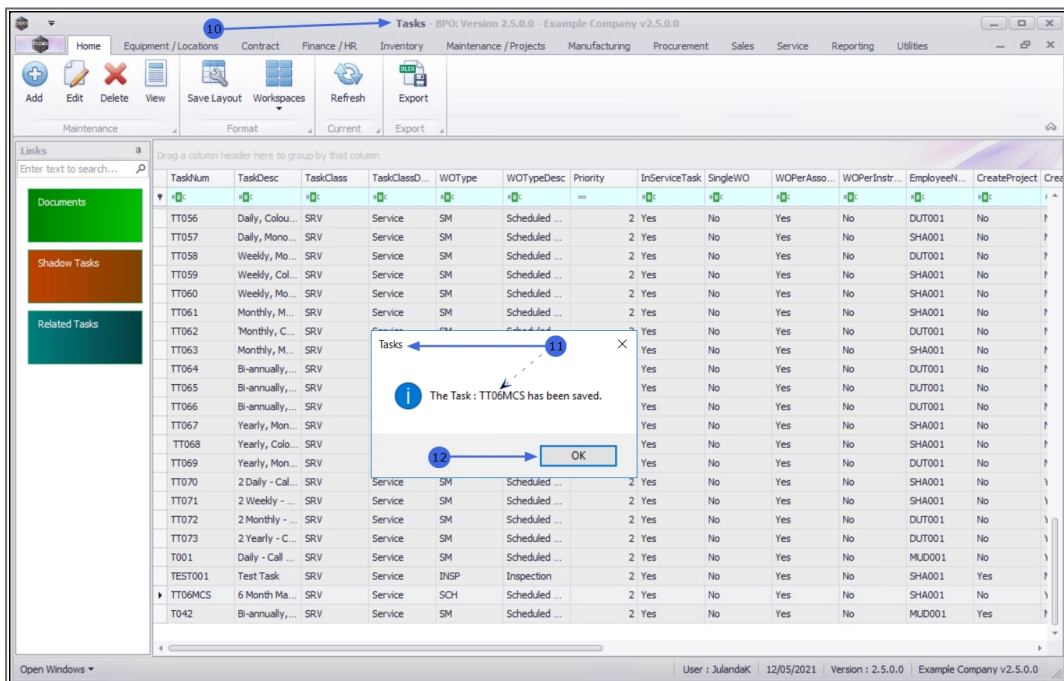 10
Tasks - BPO: Version 2.5.0.0 - Example Company v2.5.0.0
Home Equipment / Locations Contract Finance / HR Inventory Maintenance / Projects Manufacturing Procurement Sales Service Reporting Utilities
Add Edit Delete View Save Layout Workspaces Refresh Export
Maintenance Format Current Export
Links
Enter text to search...
Documents
Shadow Tasks
Related Tasks
Drag a column header here to group by that column
TaskNum TaskDesc TaskClass TaskClassD... WOType WOTypeDesc Priority InServiceTask SingleWO WOPerAsso... WOPerInstr... EmployeeN... CreateProject Crea
TT056 Daily, Colou... SRV Service SM Scheduled ... 2 Yes No Yes No DUT001 No
TT057 Daily, Mono... SRV Service SM Scheduled ... 2 Yes No Yes No SHA001 No
TT058 Weekly, Mo... SRV Service SM Scheduled ... 2 Yes No Yes No DUT001 No
TT059 Weekly, Col... SRV Service SM Scheduled ... 2 Yes No Yes No SHA001 No
TT060 Weekly, Mo... SRV Service SM Scheduled ... 2 Yes No Yes No SHA001 No
TT061 Monthly, M... SRV Service SM Scheduled ... 2 Yes No Yes No SHA001 No
TT062 'Monthly, C... SRV Yes No Yes No DUT001 No
TT063 Monthly, M... SRV Yes No Yes No SHA001 No
TT064 Bi-annually,... SRV Yes No Yes No DUT001 No
TT065 Bi-annually,... SRV Yes No Yes No DUT001 No
TT066 Bi-annually,... SRV Yes No Yes No DUT001 No
TT067 Yearly, Mon... SRV Yes No Yes No SHA001 No
TT068 Yearly, Colo... SRV Yes No Yes No SHA001 No
TT069 Yearly, Mon... SRV Yes No Yes No DUT001 No
TT070 2 Daily - Cal... SRV Service SM Scheduled ... 2 Yes No Yes No SHA001 No
TT071 2 Weekly - ... SRV Service SM Scheduled ... 2 Yes No Yes No SHA001 No
TT072 2 Monthly - ... SRV Service SM Scheduled ... 2 Yes No Yes No DUT001 No
TT073 2 Yearly - C... SRV Service SM Scheduled ... 2 Yes No Yes No DUT001 No
T001 Daily - Call ... SRV Service SM Scheduled ... 2 Yes No Yes No MUD001 No
TEST001 Test Task SRV Service INSP Inspection 2 Yes No Yes No SHA001 Yes
TT06MCS 6 Month Ma... SRV Service SCH Scheduled ... 2 Yes No Yes No SHA001 No
T042 Bi-annually,... SRV Service SM Scheduled ... 2 Yes No Yes No MUD001 Yes
Tasks 11
The Task : TT06MCS has been saved.
12 OK
Open Windows User : JulandaK 12/05/2021 Version : 2.5.0.0 Example Company v2.5.0.0